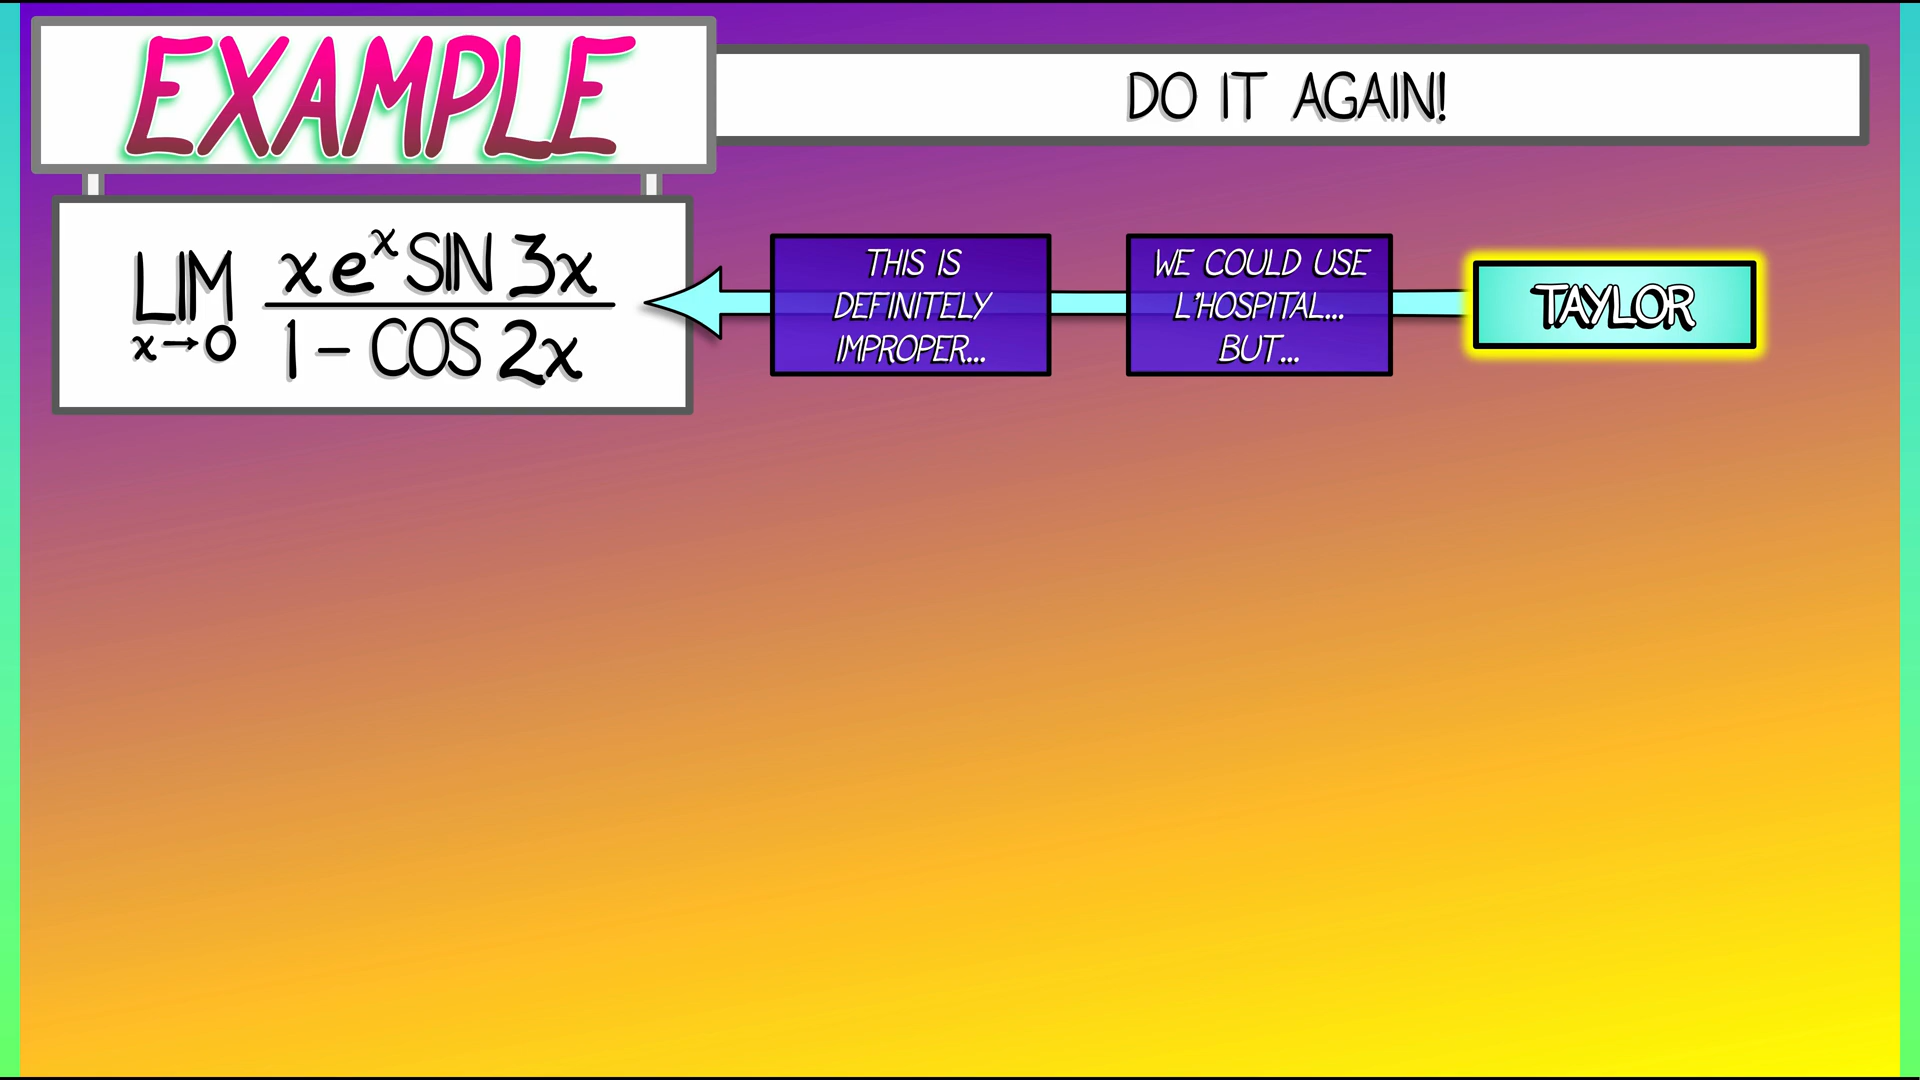 EXAMPLE
DO IT AGAIN!
LIM x→0 xe^x SIN 3x / 1 − COS 2x
THIS IS
DEFINITELY
IMPROPER...
WE COULD USE
L'HOSPITAL...
BUT...
TAYLOR